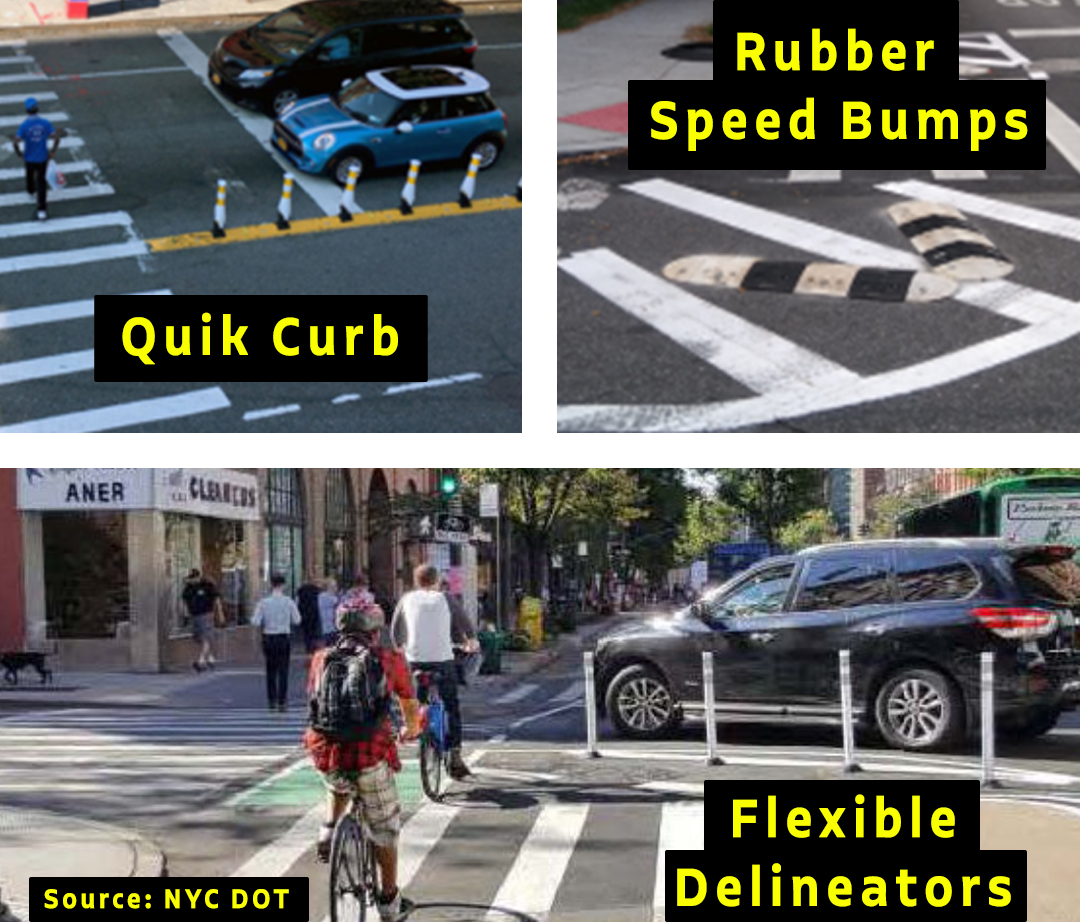 Quik Curb
Rubber
Speed Bumps
ANER
CLEANERS
Flexible
Delineators
Source: NYC DOT